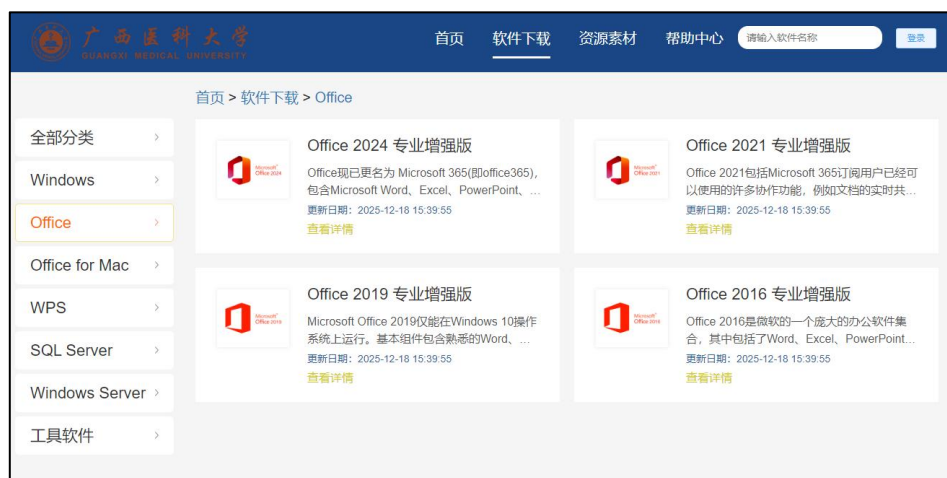 广西医科大学
GUANGXI MEDICAL UNIVERSITY
首页 软件下载 资源素材 帮助中心 请输入软件名称 登录
首页 > 软件下载 > Office
全部分类
Windows
Office
Office for Mac
WPS
SQL Server
Windows Server
工具软件
Microsoft
Office 2024
Office 2024 专业增强版
Office现已更名为 Microsoft 365(即office365),
包含Microsoft Word、Excel、PowerPoint、...
更新日期：2025-12-18 15:39:55
查看详情
Microsoft
Office 2021
Office 2021 专业增强版
Office 2021包括Microsoft 365订阅用户已经可
以使用的许多协作功能，例如文档的实时共...
更新日期：2025-12-18 15:39:55
查看详情
Microsoft
Office 2019
Office 2019 专业增强版
Microsoft Office 2019仅能在Windows 10操作
系统上运行。基本组件包含熟悉的Word、...
更新日期：2025-12-18 15:39:55
查看详情
Microsoft
Office 2016
Office 2016 专业增强版
Office 2016是微软的一个庞大的办公软件集
合，其中包括了Word、Excel、PowerPoint...
更新日期：2025-12-18 15:39:55
查看详情